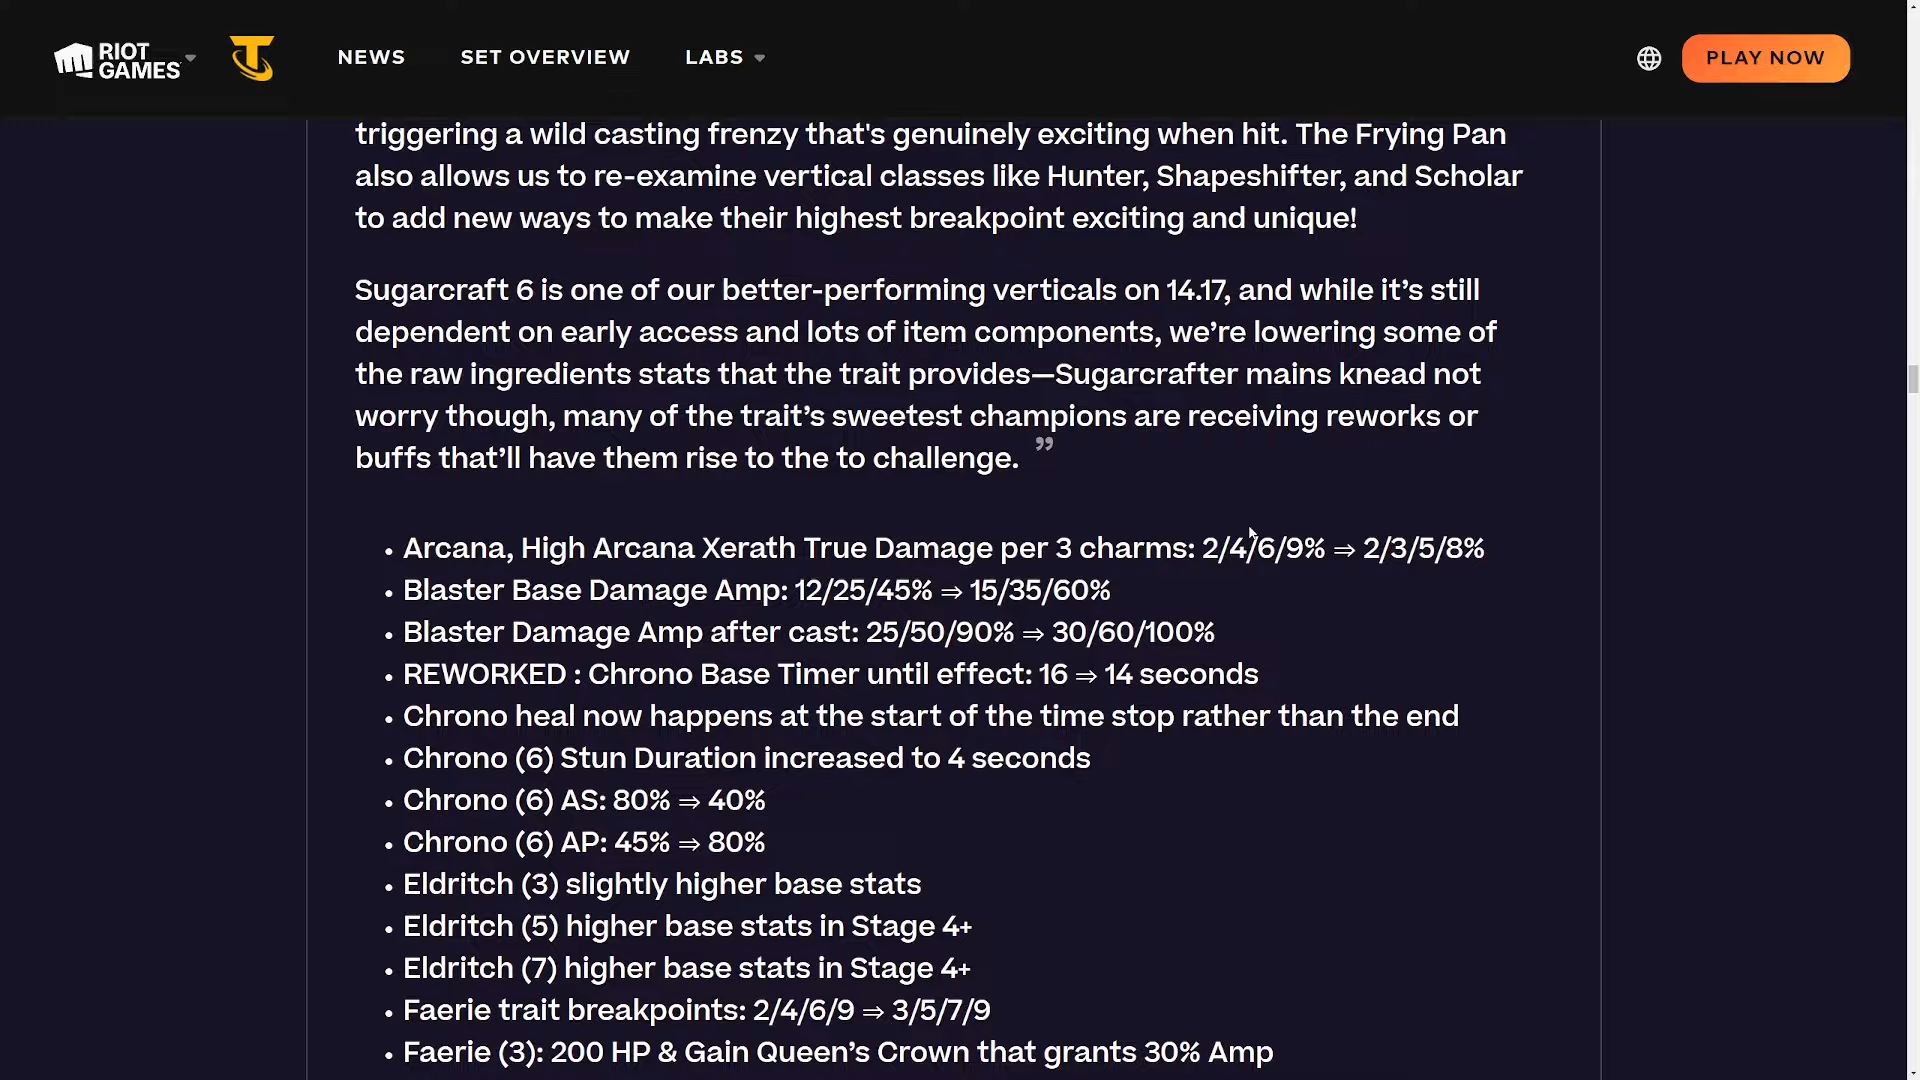 RIOT GAMES
NEWS
SET OVERVIEW
LABS
PLAY NOW
triggering a wild casting frenzy that's genuinely exciting when hit. The Frying Pan
also allows us to re-examine vertical classes like Hunter, Shapeshifter, and Scholar
to add new ways to make their highest breakpoint exciting and unique!
Sugarcraft 6 is one of our better-performing verticals on 14.17, and while it’s still
dependent on early access and lots of item components, we’re lowering some of
the raw ingredients stats that the trait provides—Sugarcrafter mains knead not
worry though, many of the trait’s sweetest champions are receiving reworks or
buffs that’ll have them rise to the to challenge. ”
• Arcana, High Arcana Xerath True Damage per 3 charms: 2/4/6/9% ⇒ 2/3/5/8%
• Blaster Base Damage Amp: 12/25/45% ⇒ 15/35/60%
• Blaster Damage Amp after cast: 25/50/90% ⇒ 30/60/100%
• REWORKED : Chrono Base Timer until effect: 16 ⇒ 14 seconds
• Chrono heal now happens at the start of the time stop rather than the end
• Chrono (6) Stun Duration increased to 4 seconds
• Chrono (6) AS: 80% ⇒ 40%
• Chrono (6) AP: 45% ⇒ 80%
• Eldritch (3) slightly higher base stats
• Eldritch (5) higher base stats in Stage 4+
• Eldritch (7) higher base stats in Stage 4+
• Faerie trait breakpoints: 2/4/6/9 ⇒ 3/5/7/9
• Faerie (3): 200 HP & Gain Queen’s Crown that grants 30% Amp